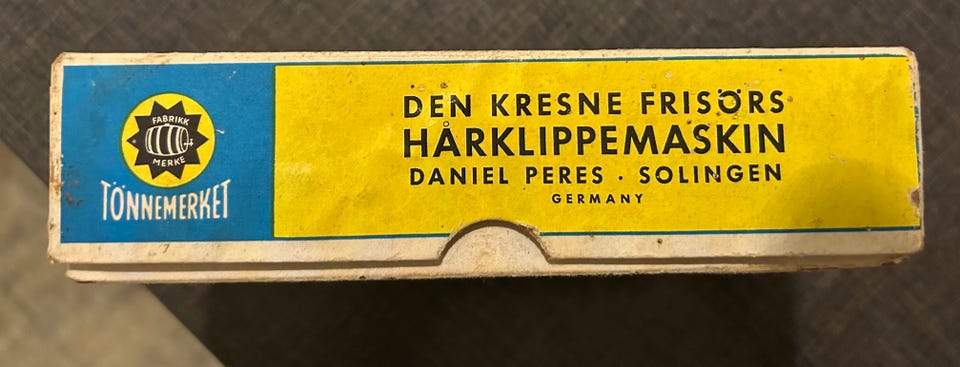 FABRIKK
MERKE
TÖNNEMERKET
DEN KRESNE FRISÖRS
HÅRKLIPPEMASKIN
DANIEL PERES · SOLINGEN
GERMANY